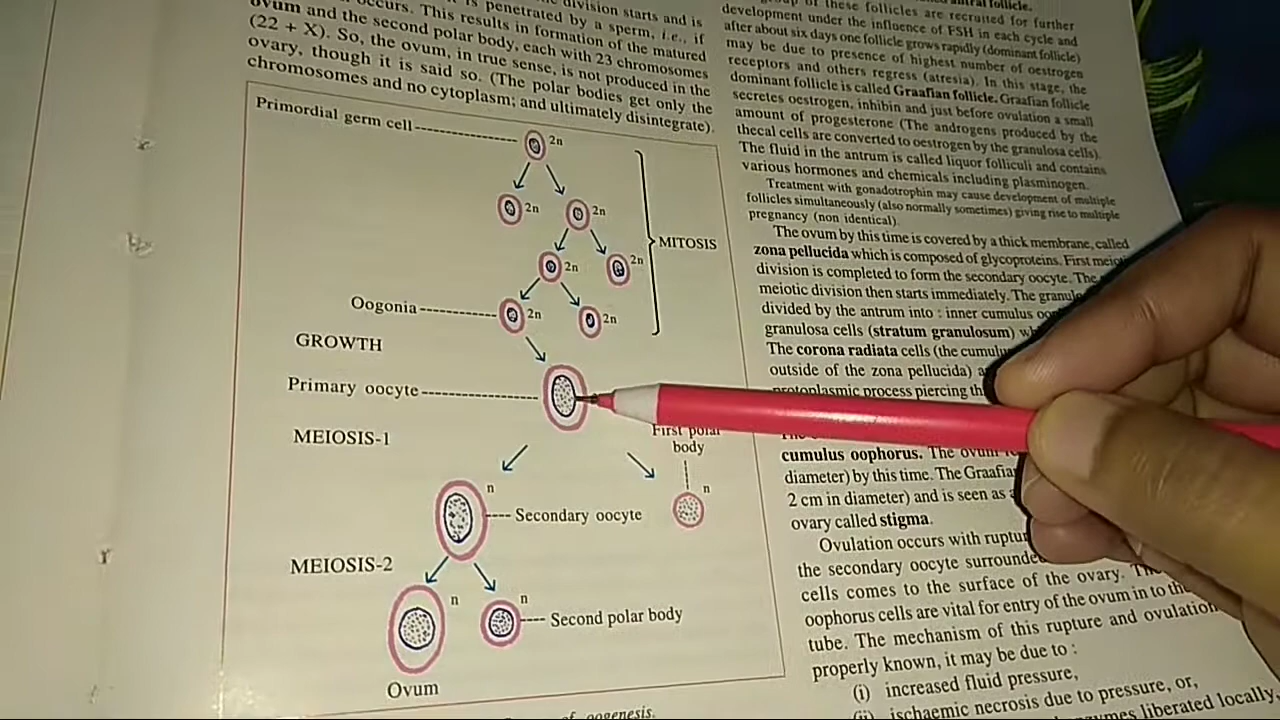 division starts and is
is penetrated by a sperm, i.e., if
occurs. This results in formation of the matured
ovum and the second polar body, each with 23 chromosomes
(22 + X). So, the ovum, in true sense, is not produced in the
ovary, though it is said so. (The polar bodies get only the
chromosomes and no cytoplasm; and ultimately disintegrate).
Primordial germ cell
2n
2n
2n
MITOSIS
2n
2n
Oogonia
2n
2n
GROWTH
Primary oocyte
MEIOSIS-1
First polar
body
n
n
Secondary oocyte
MEIOSIS-2
n
n
Second polar body
Ovum
of oogenesis.
follicle.
of these follicles are recruited for further
development under the influence of FSH in each cycle and
after about six days one follicle grows rapidly (dominant follicle)
may be due to presence of highest number of oestrogen
receptors and others regress (atresia). In this stage, the
dominant follicle is called Graafian follicle. Graafian follicle
secretes oestrogen, inhibin and just before ovulation a small
amount of progesterone (The androgens produced by the
thecal cells are converted to oestrogen by the granulosa cells).
The fluid in the antrum is called liquor folliculi and contains
various hormones and chemicals including plasminogen.
Treatment with gonadotrophin may cause development of multiple
follicles simultaneously (also normally sometimes) giving rise to multiple
pregnancy (non identical).
The ovum by this time is covered by a thick membrane, called
zona pellucida which is composed of glycoproteins. First
division is completed to form the secondary oocyte. The
meiotic division then starts immediately. The
divided by the antrum into : inner cumulus
granulosa cells (stratum granulosum)
The corona radiata cells (the
outside of the zona pellucida)
protoplasmic process piercing
cumulus oophorus. The ovum
diameter) by this time. The
2 cm in diameter) and is seen as
ovary called stigma.
Ovulation occurs with
the secondary oocyte
cells comes to the surface of the ovary.
oophorus cells are vital for entry of the ovum in to the
tube. The mechanism of this rupture and ovulation
properly known, it may be due to :
(i) increased fluid pressure,
(ii) ischaemic necrosis due to pressure, or,
liberated locally,